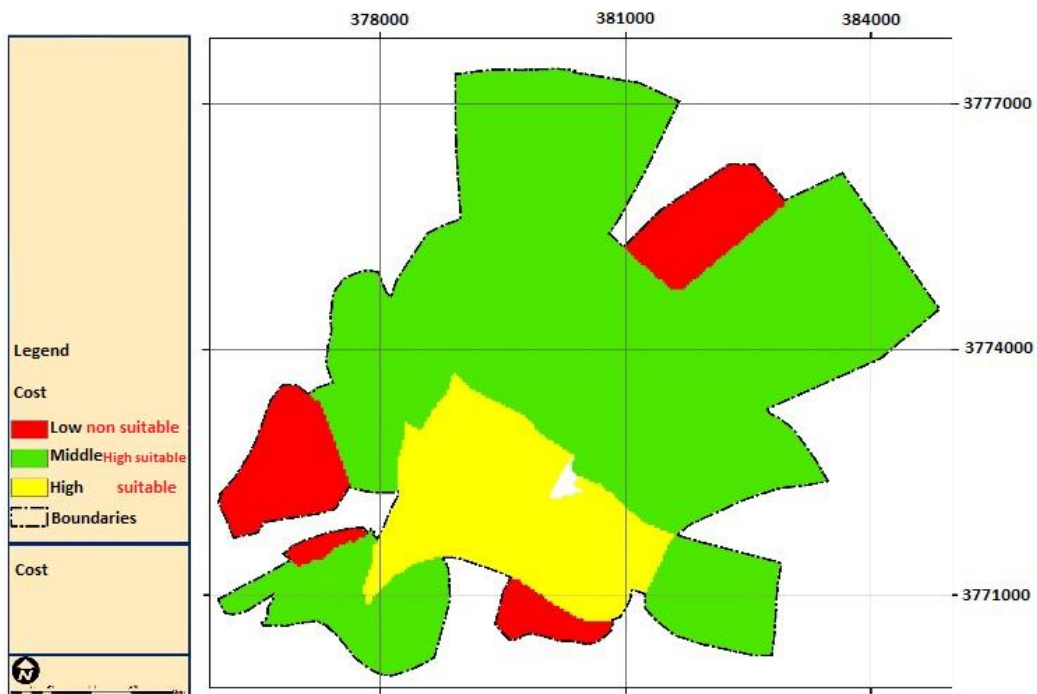 378000 381000 384000
3777000
3774000
3771000
Legend
Cost
Low non suitable
Middle High suitable
High suitable
Boundaries
Cost
N